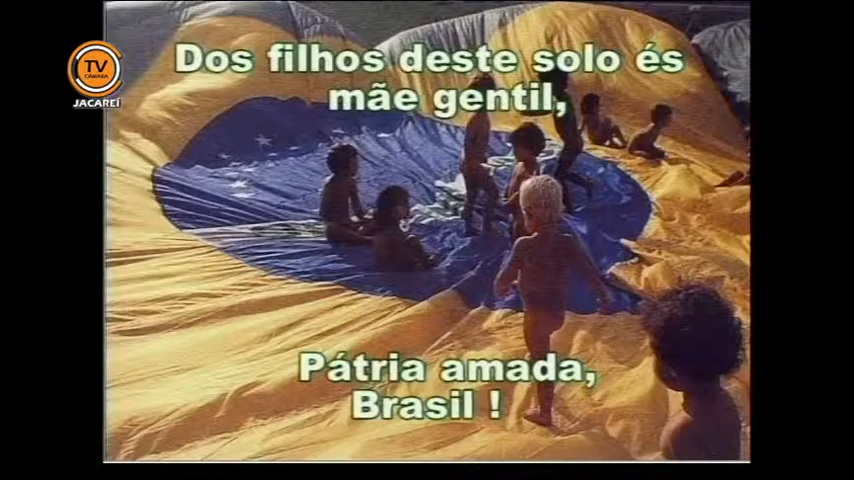 TV
CÂMARA
JACAREÍ
Dos filhos deste solo és
mãe gentil,
Pátria amada,
Brasil !